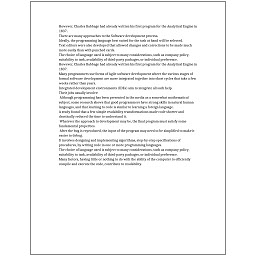 However, Charles Babbage had already written his first program for the Analytical Engine in
1837.
There are many approaches to the Software development process.
Ideally, the programming language best suited for the task at hand will be selected.
Text editors were also developed that allowed changes and corrections to be made much
more easily than with punched cards.
The choice of language used is subject to many considerations, such as company policy,
suitability to task, availability of third-party packages, or individual preference.
However, Charles Babbage had already written his first program for the Analytical Engine in
1837.
Many programmers use forms of Agile software development where the various stages of
formal software development are more integrated together into short cycles that take a few
weeks rather than years.
Integrated development environments (IDEs) aim to integrate all such help.
Their jobs usually involve:
Although programming has been presented in the media as a somewhat mathematical
subject, some research shows that good programmers have strong skills in natural human
languages, and that learning to code is similar to learning a foreign language.
A study found that a few simple readability transformations made code shorter and
drastically reduced the time to understand it.
Whatever the approach to development may be, the final program must satisfy some
fundamental properties.
After the bug is reproduced, the input of the program may need to be simplified to make it
easier to debug.
It involves designing and implementing algorithms, step-by-step specifications of
procedures, by writing code in one or more programming languages.
The choice of language used is subject to many considerations, such as company policy,
suitability to task, availability of third-party packages, or individual preference.
Many factors, having little or nothing to do with the ability of the computer to efficiently
compile and execute the code, contribute to readability.